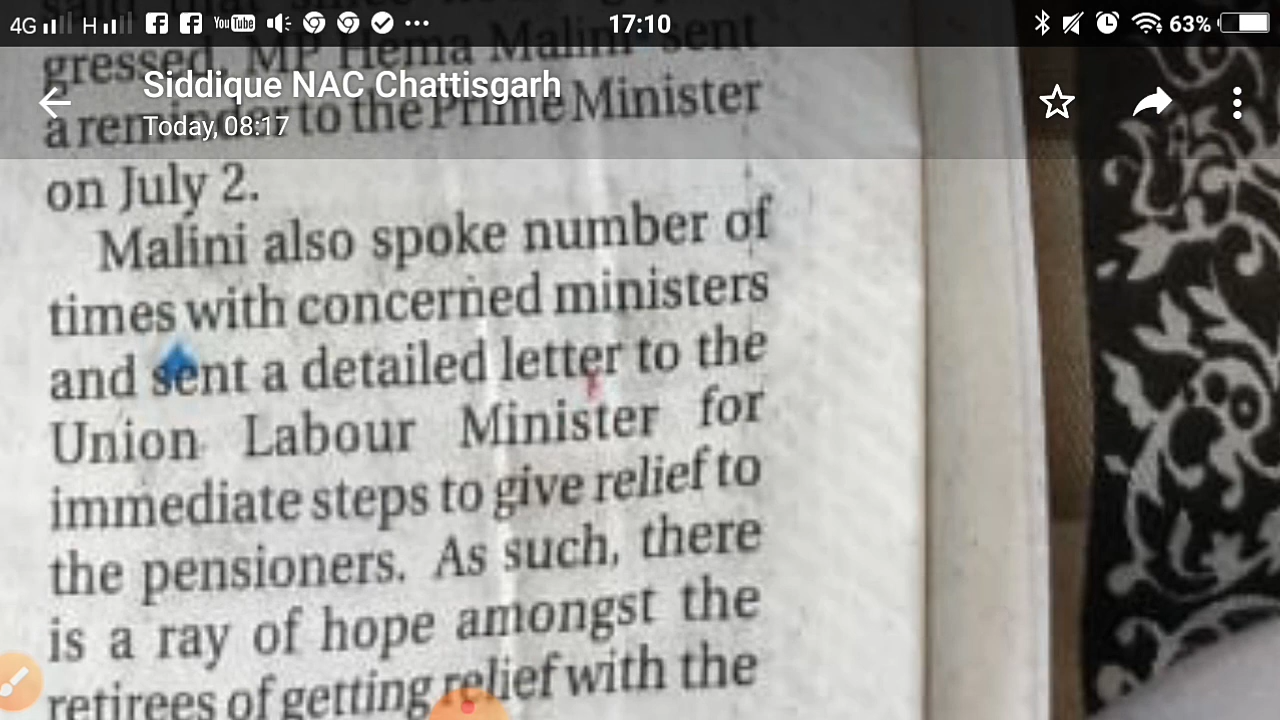 4G H YouTube 17:10 63%
Siddique NAC Chattisgarh
Today, 08:17
gressed, MP Hema Malini sent
a to the Prime Minister
on July 2.
Malini also spoke number of
times with concerned ministers
and sent a detailed letter to the
Union Labour Minister for
immediate steps to give relief to
the pensioners. As such, there
is a ray of hope amongst the
retirees of getting relief with the